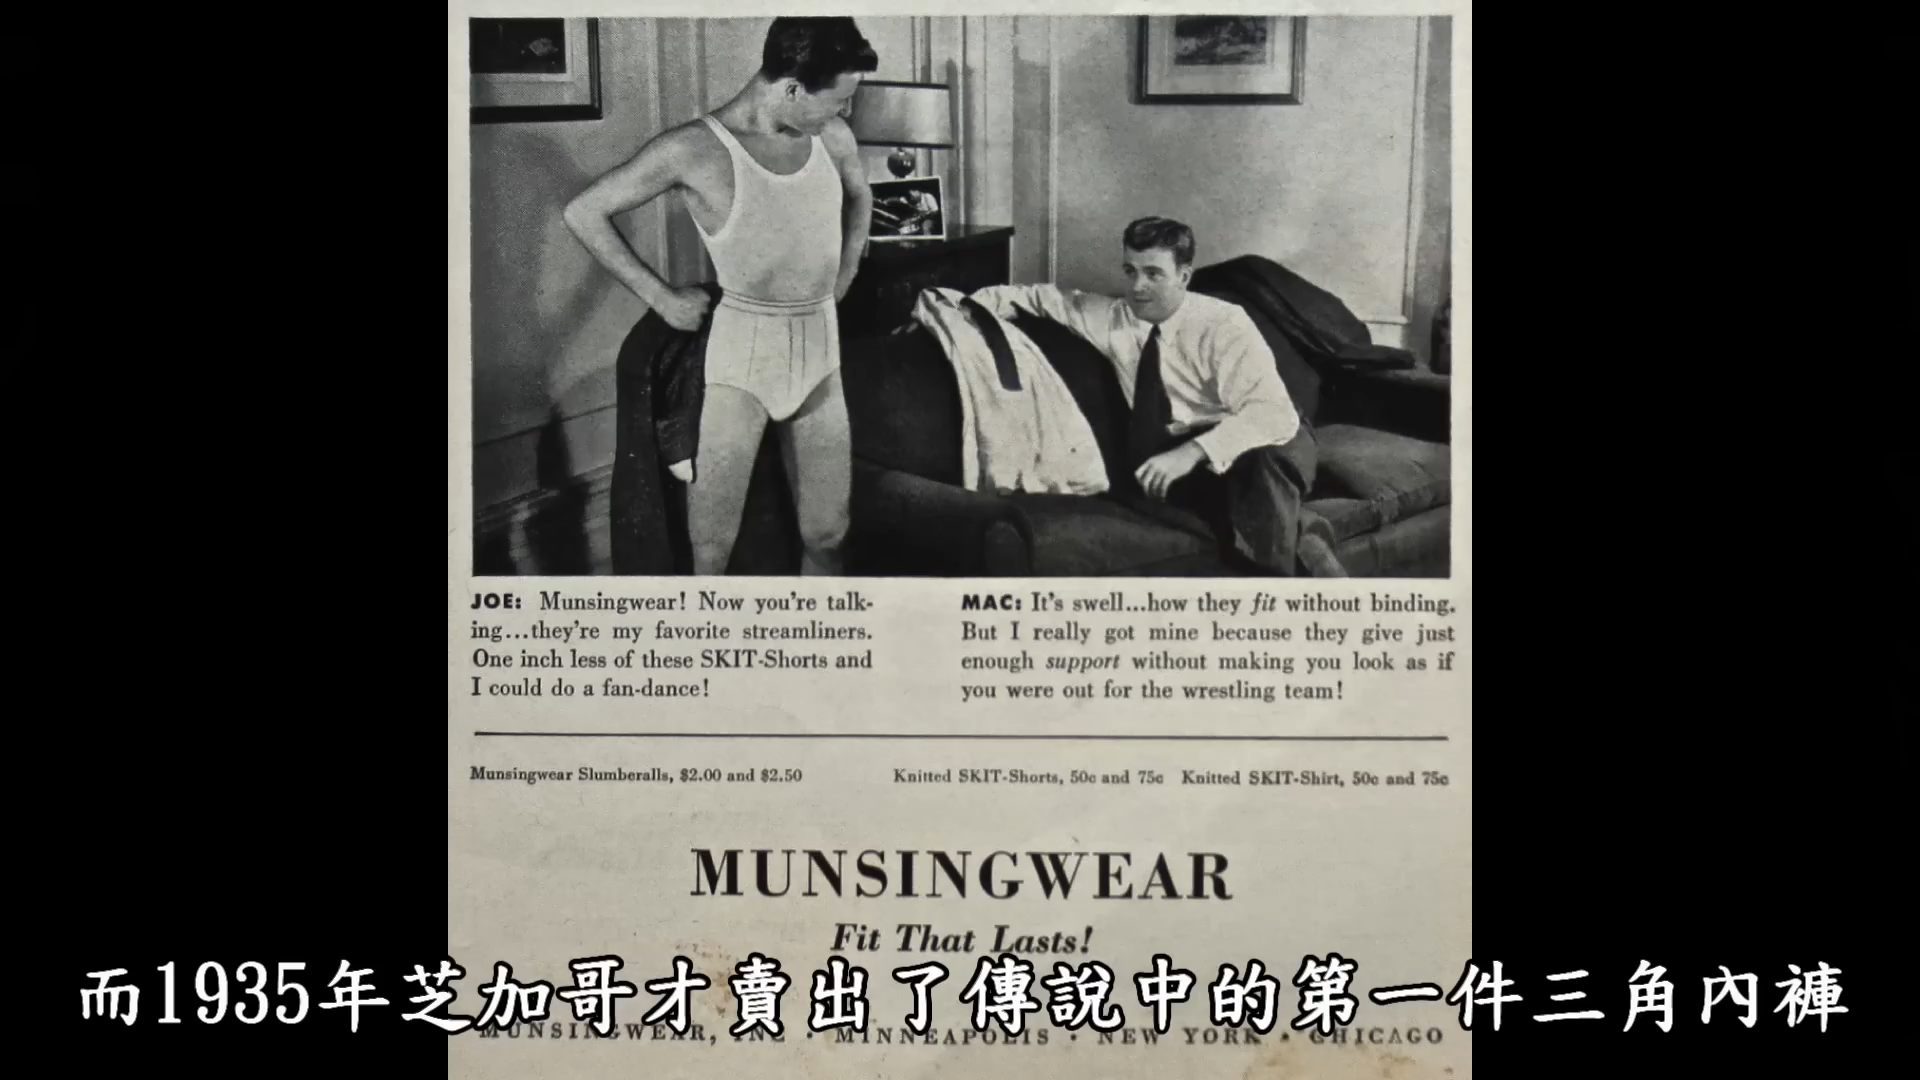 JOE: Munsingwear! Now you're talk-
ing...they're my favorite streamliners.
One inch less of these SKIT-Shorts and
I could do a fan-dance!
MAC: It's swell...how they fit without binding.
But I really got mine because they give just
enough support without making you look as if
you were out for the wrestling team!
Munsingwear Slumberalls, $2.00 and $2.50
Knitted SKIT-Shorts, 50c and 75c Knitted SKIT-Shirt, 50c and 75c
MUNSINGWEAR
Fit That Lasts!
而1935年芝加哥才賣出了傳說中的第一件三角內褲
MUNSINGWEAR, INC · MINNEAPOLIS · NEW YORK · CHICAGO